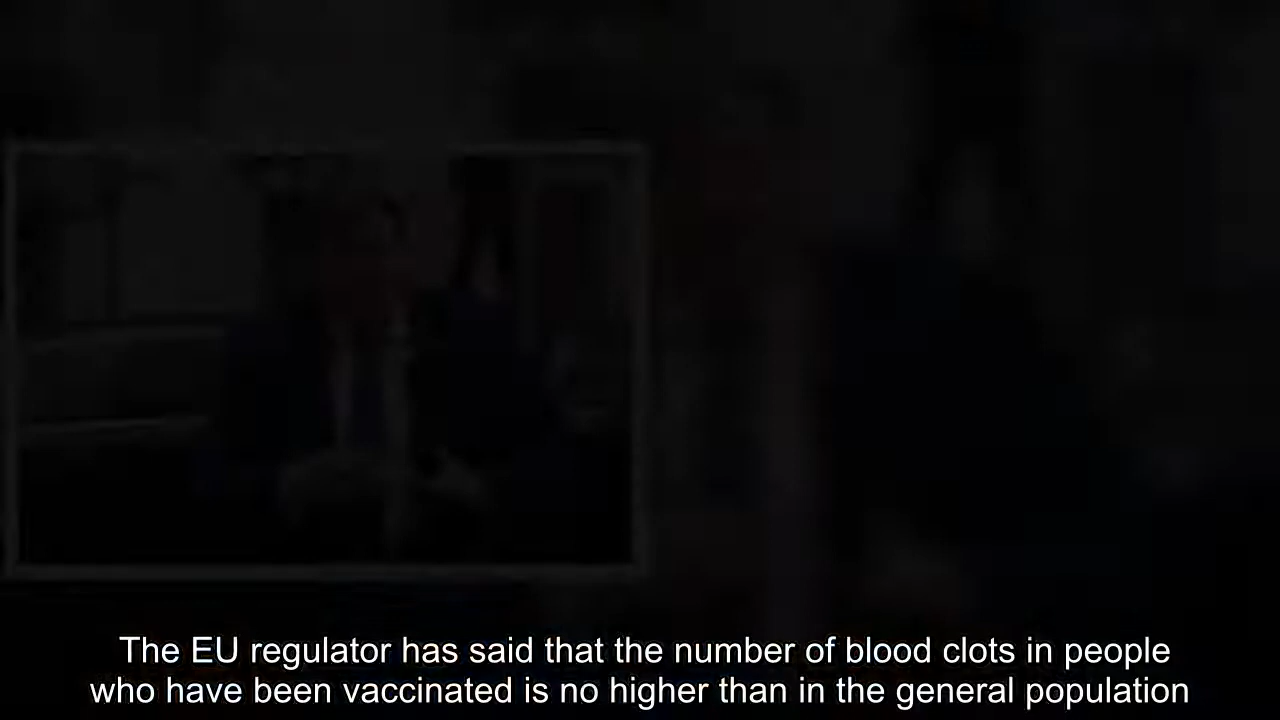 The EU regulator has said that the number of blood clots in people
who have been vaccinated is no higher than in the general population